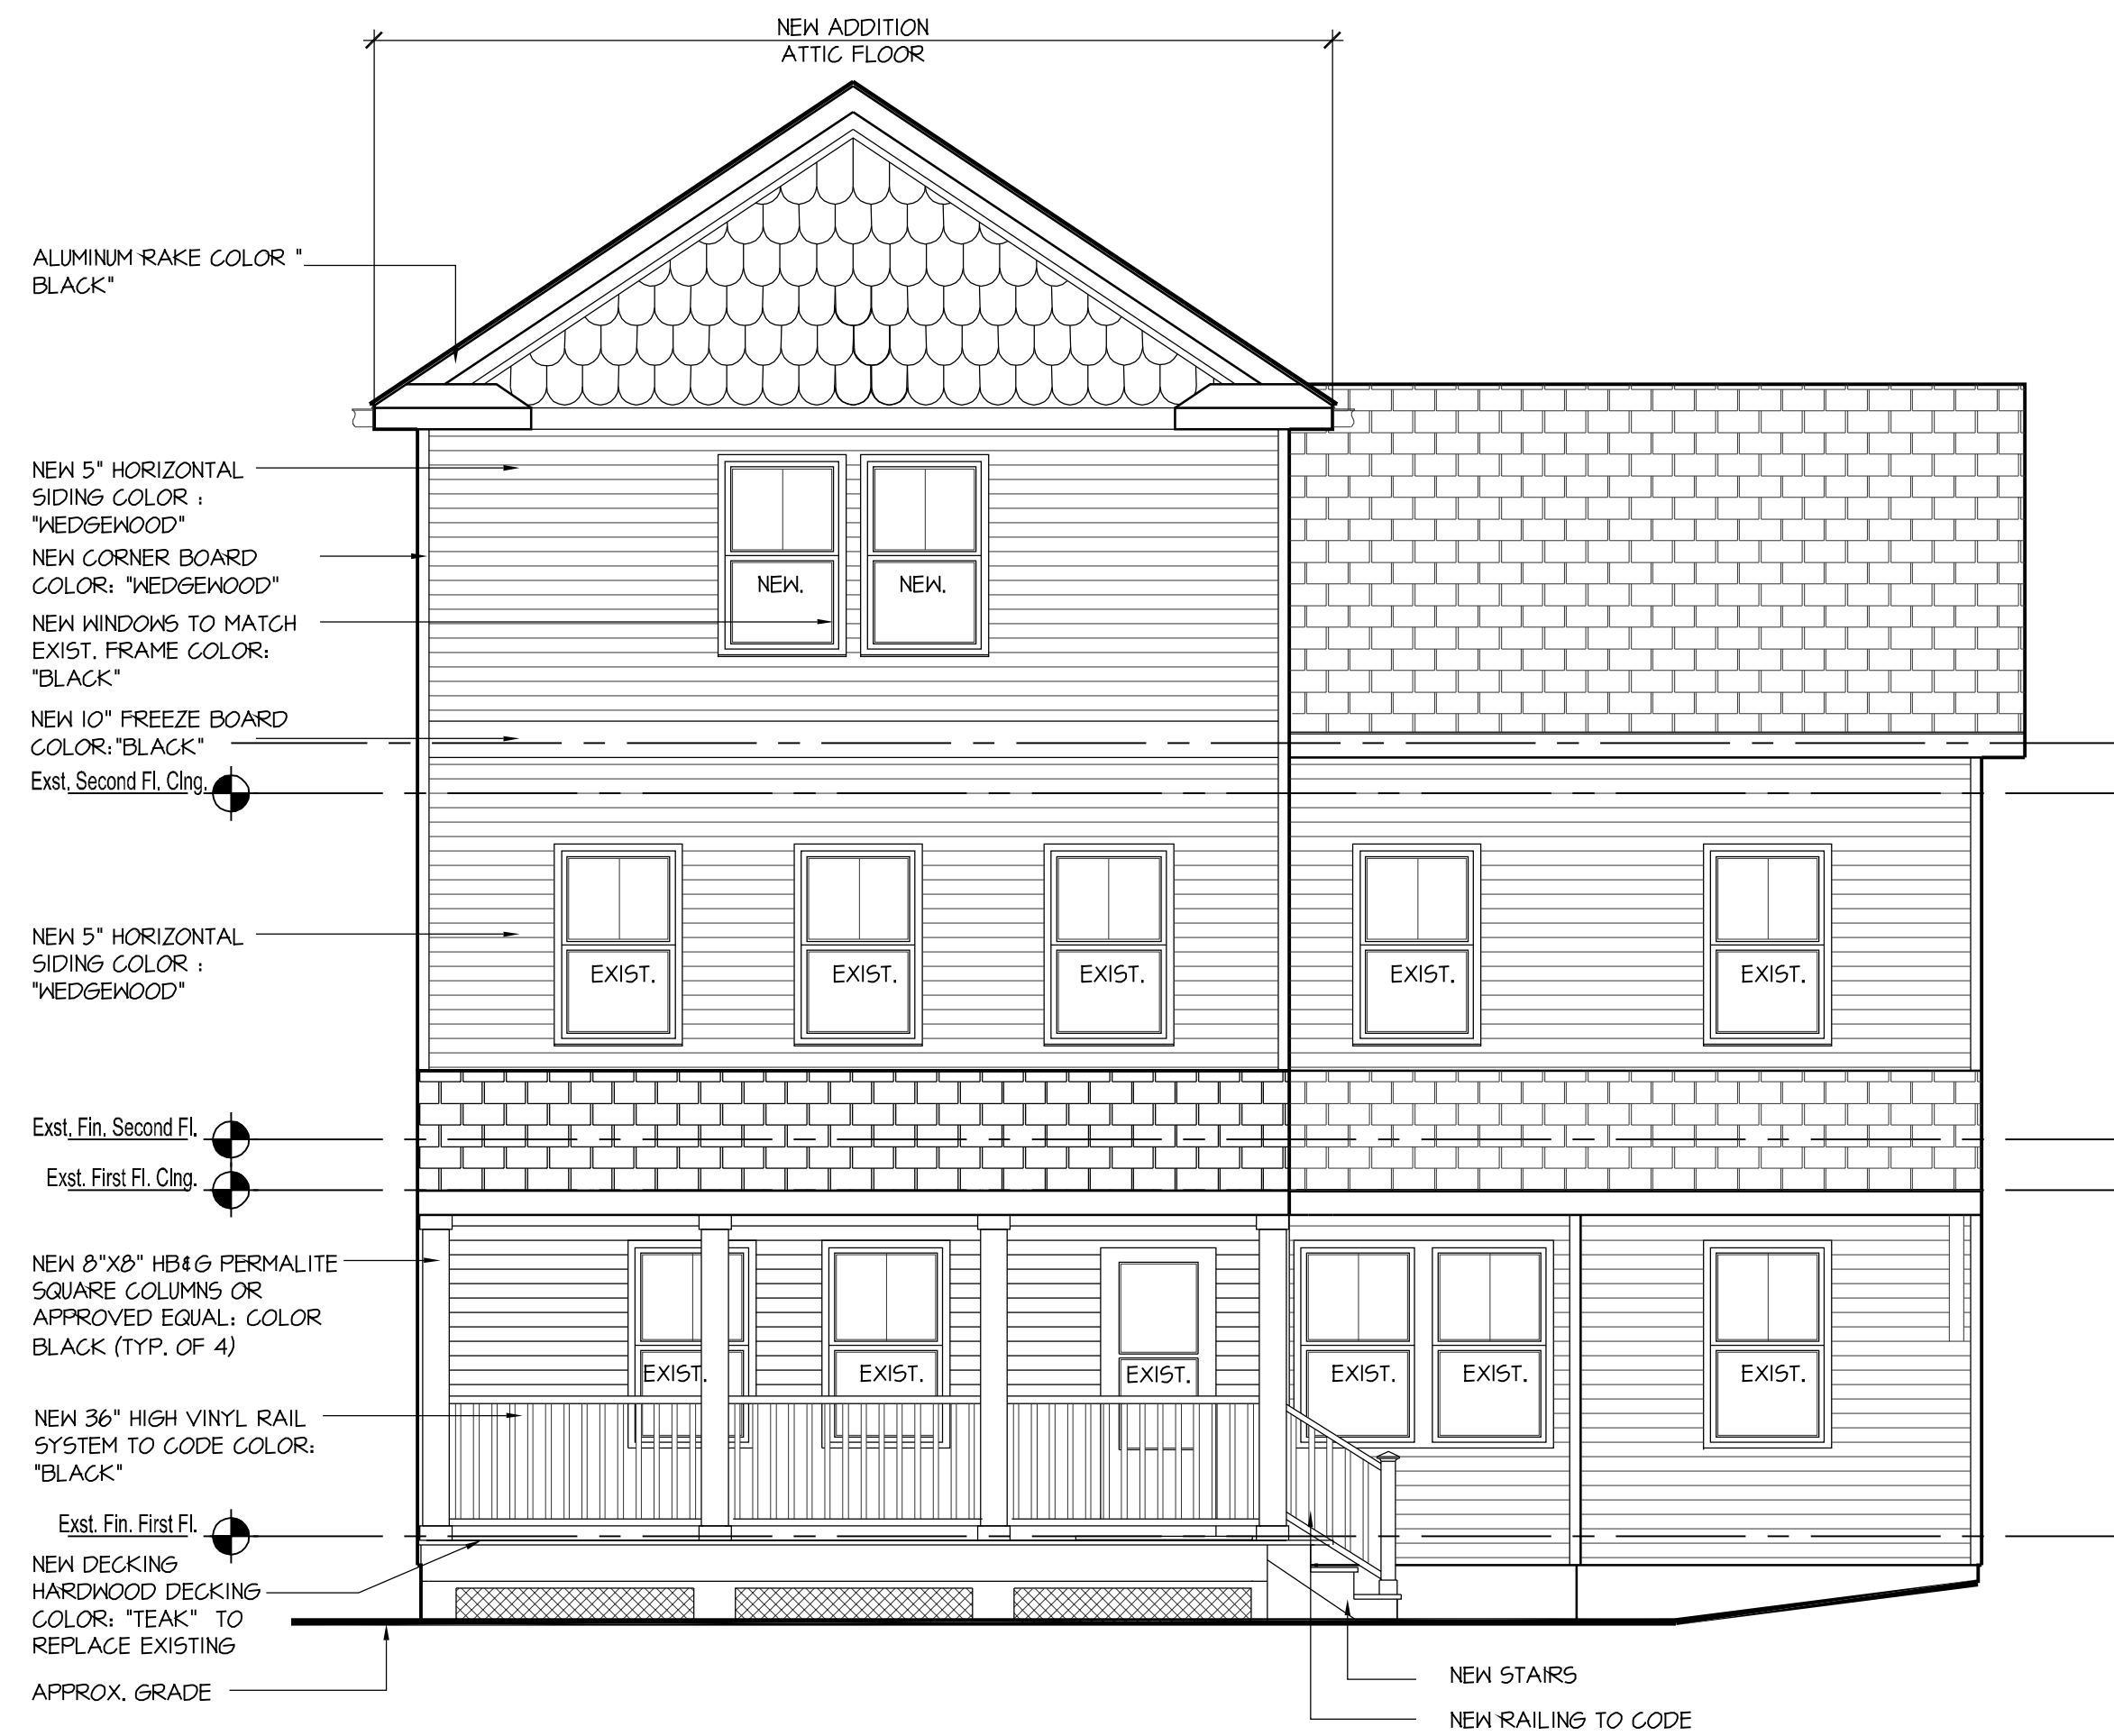 NEW ADDITION
ATTIC FLOOR
ALUMINUM RAKE COLOR "
BLACK"
NEW 5" HORIZONTAL
SIDING COLOR :
"WEDGEWOOD"
NEW CORNER BOARD
COLOR: "WEDGEWOOD"
NEW WINDOWS TO MATCH
EXIST. FRAME COLOR:
"BLACK"
NEW. NEW.
NEW 10" FREEZE BOARD
COLOR:"BLACK"
Exst. Second Fl. Clng.
NEW 5" HORIZONTAL
SIDING COLOR :
"WEDGEWOOD"
EXIST. EXIST. EXIST. EXIST. EXIST.
Exst. Fin. Second Fl.
Exst. First Fl. Clng.
NEW 8"X8" HB&G PERMALITE
SQUARE COLUMNS OR
APPROVED EQUAL: COLOR
BLACK (TYP. OF 4)
EXIST. EXIST. EXIST. EXIST. EXIST. EXIST.
NEW 36" HIGH VINYL RAIL
SYSTEM TO CODE COLOR:
"BLACK"
Exst. Fin. First Fl.
NEW DECKING
HARDWOOD DECKING
COLOR: "TEAK" TO
REPLACE EXISTING
APPROX. GRADE
NEW STAIRS
NEW RAILING TO CODE